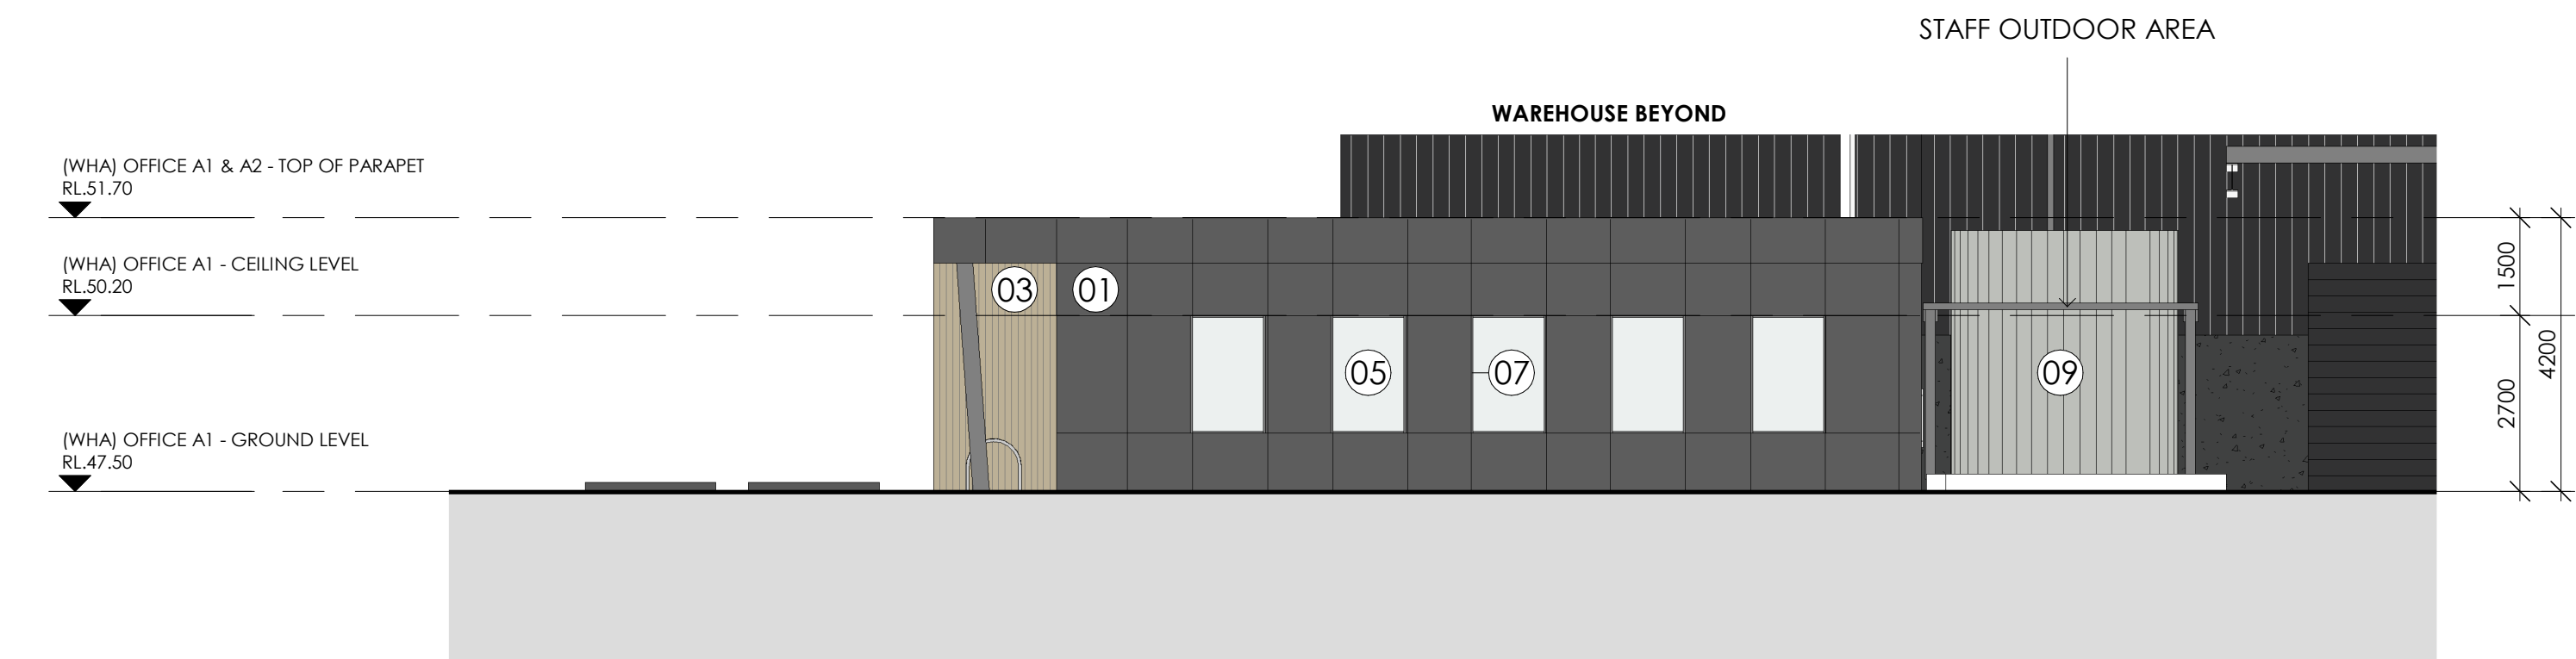 STAFF OUTDOOR AREA
WAREHOUSE BEYOND
(WHA) OFFICE A1 & A2 - TOP OF PARAPET
RL.51.70
(WHA) OFFICE A1 - CEILING LEVEL
RL.50.20
03
01
1500
05
07
09
4200
2700
(WHA) OFFICE A1 - GROUND LEVEL
RL.47.50